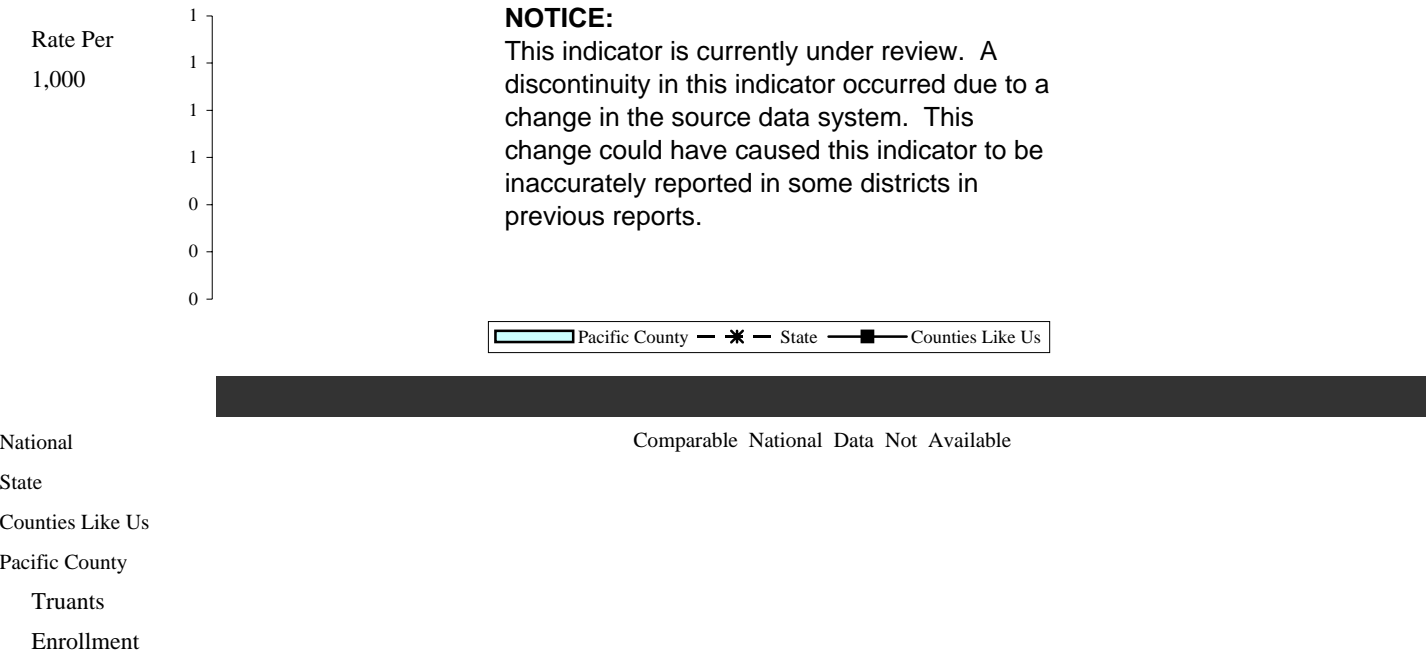 Rate Per
1,000
1
1
1
1
0
0
0
NOTICE:
This indicator is currently under review. A
discontinuity in this indicator occurred due to a
change in the source data system. This
change could have caused this indicator to be
inaccurately reported in some districts in
previous reports.
Pacific County State Counties Like Us
National Comparable National Data Not Available
State
Counties Like Us
Pacific County
Truants
Enrollment